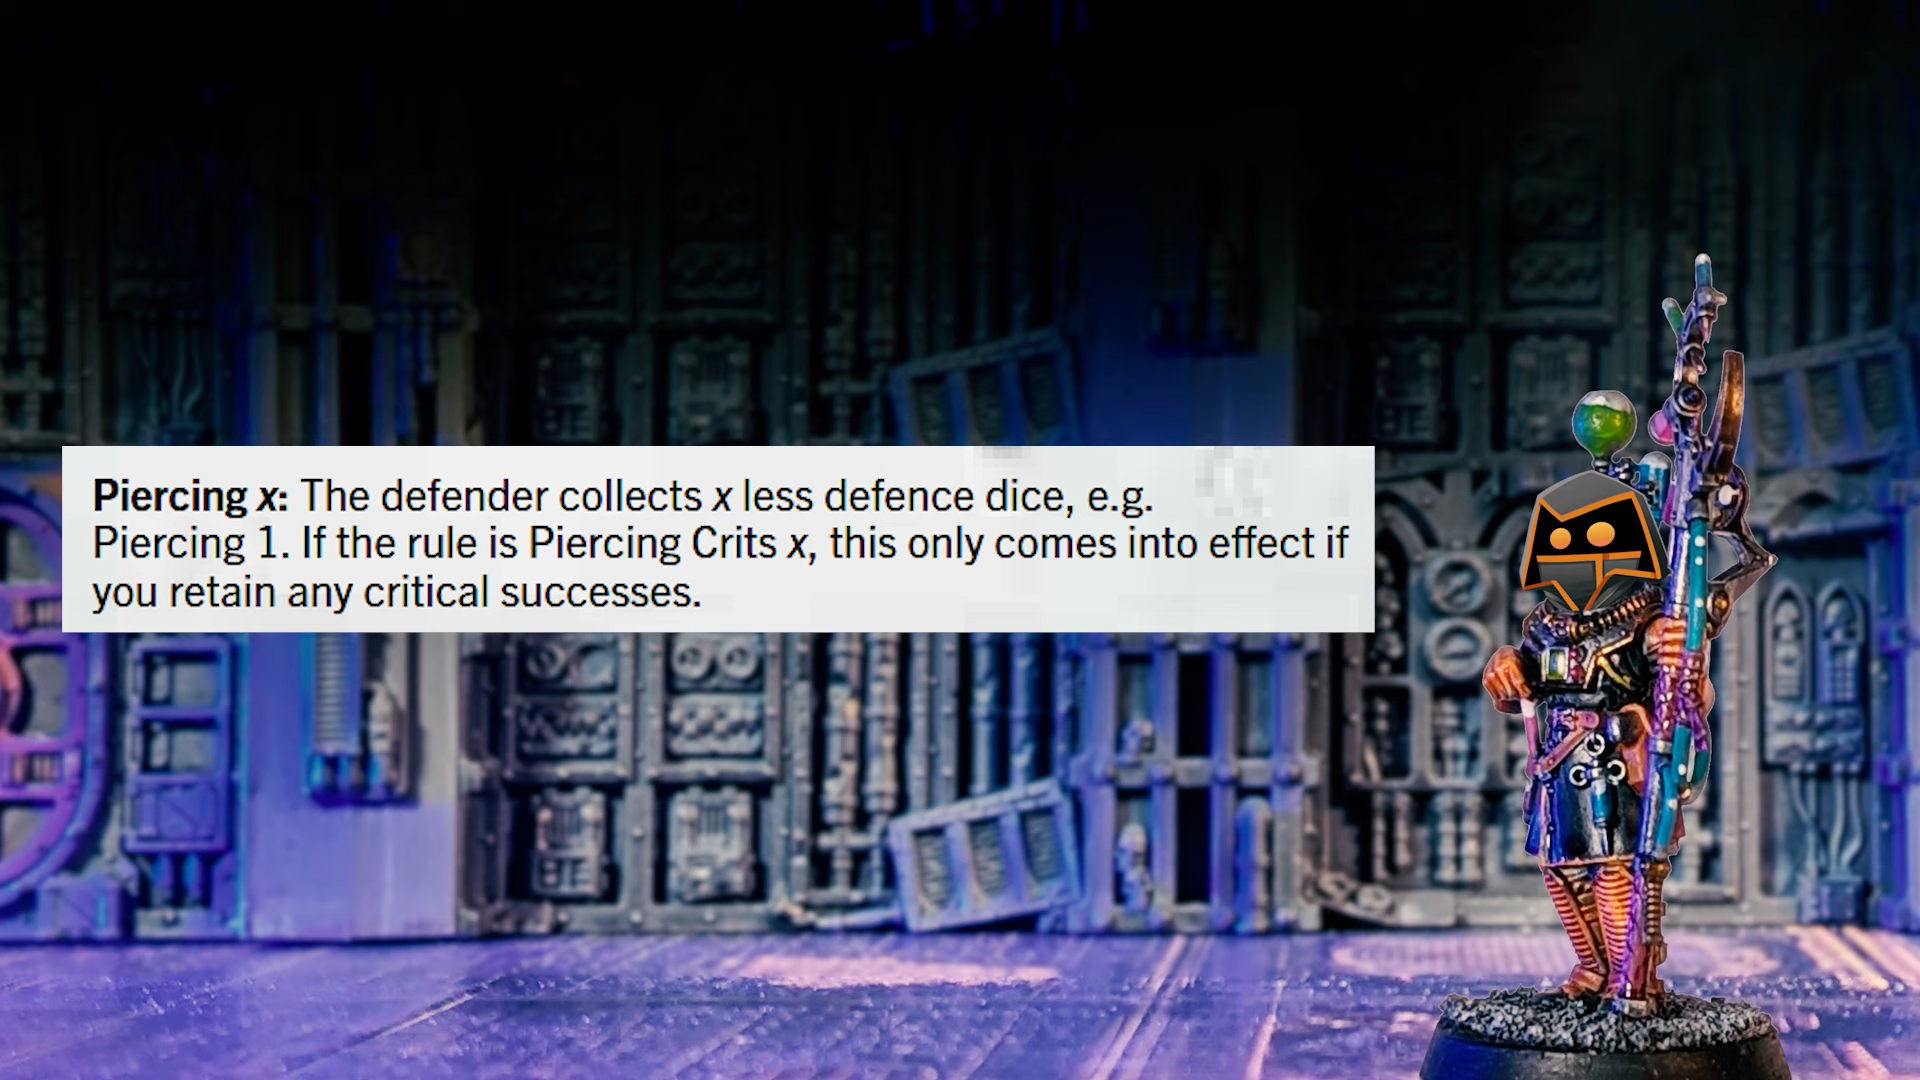 Piercing x: The defender collects x less defence dice, e.g.
Piercing 1. If the rule is Piercing Crits x, this only comes into effect if
you retain any critical successes.